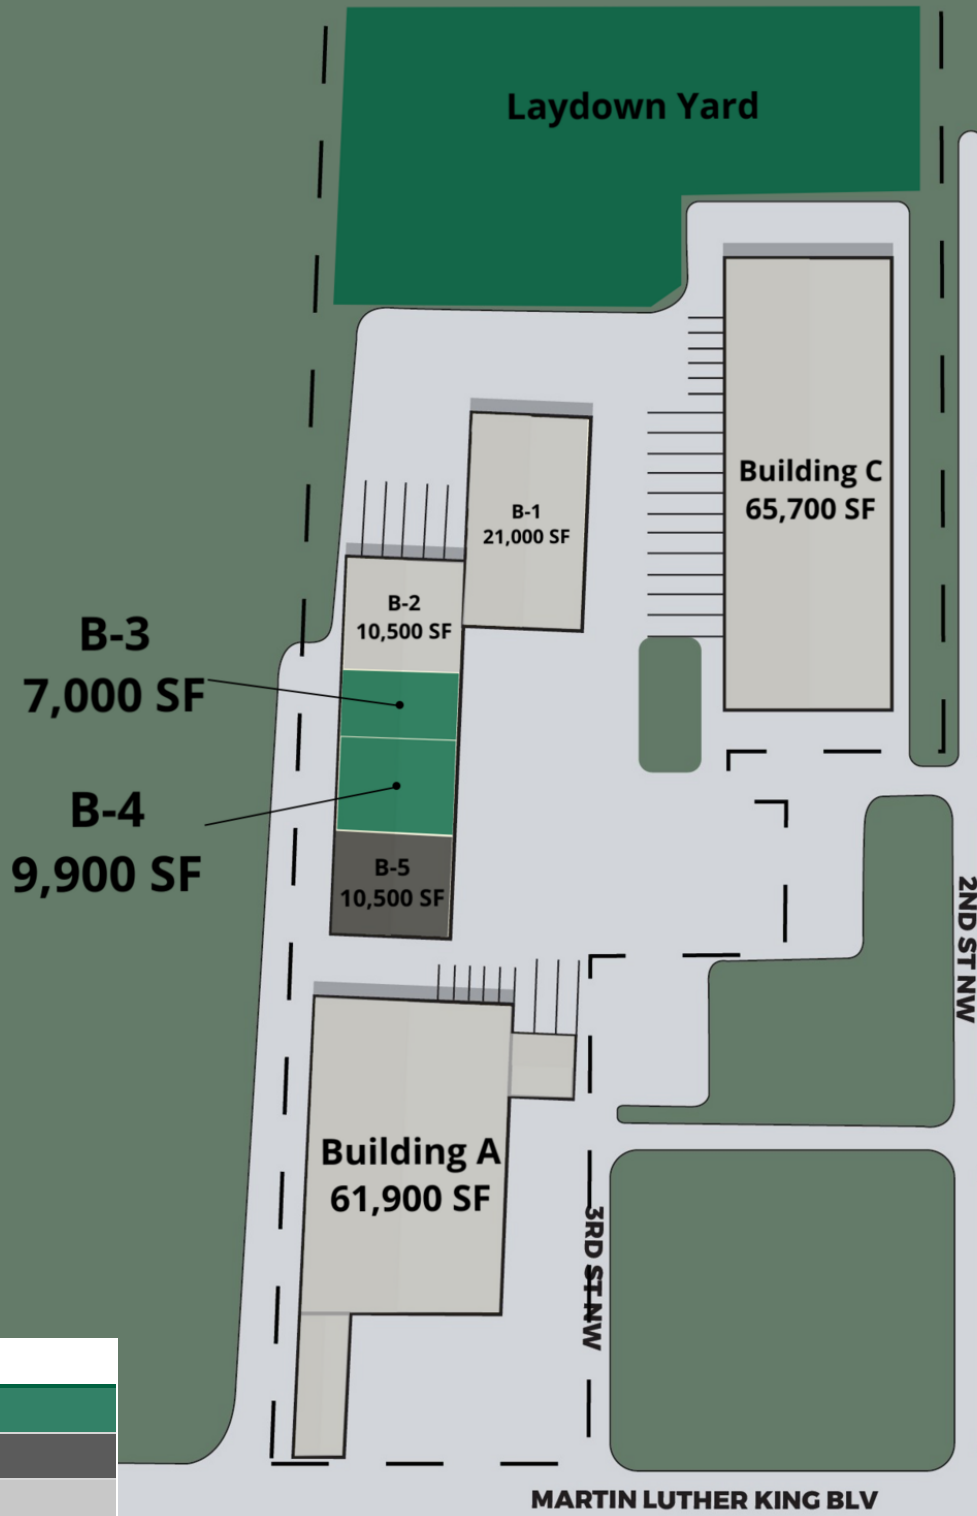 Laydown Yard
Building C
65,700 SF
B-1
21,000 SF
B-2
10,500 SF
B-3
7,000 SF
B-4
9,900 SF
B-5
10,500 SF
2ND ST NW
Building A
61,900 SF
3RD ST NW
MARTIN LUTHER KING BLV